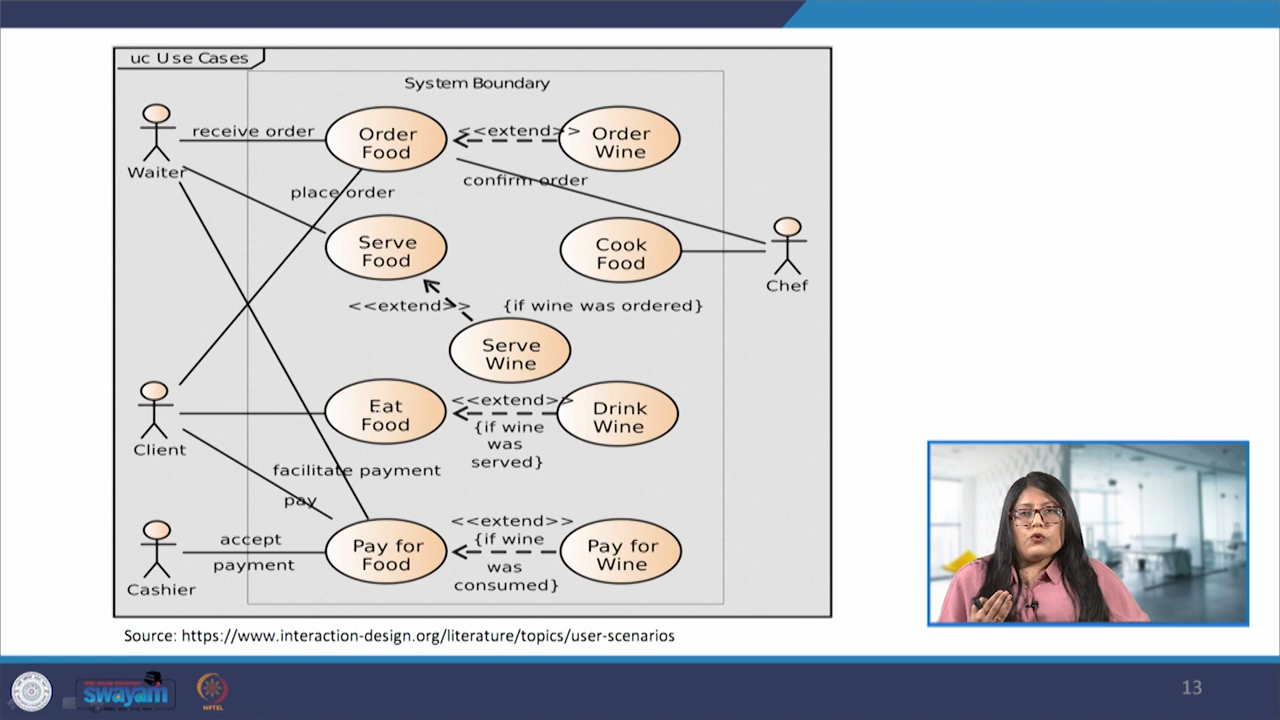 uc Use Cases
System Boundary
receive order
Order
Food
<<extend>>
Order
Wine
Waiter
place order
confirm order
Serve
Food
Cook
Food
Chef
<<extend>>
{if wine was ordered}
Serve
Wine
Eat
Food
<<extend>>
{if wine
was
served}
Drink
Wine
Client
facilitate payment
pay
accept
payment
Pay for
Food
<<extend>>
{if wine
was
consumed}
Pay for
Wine
Cashier
Source: https://www.interaction-design.org/literature/topics/user-scenarios
swayam
NPTEL
13